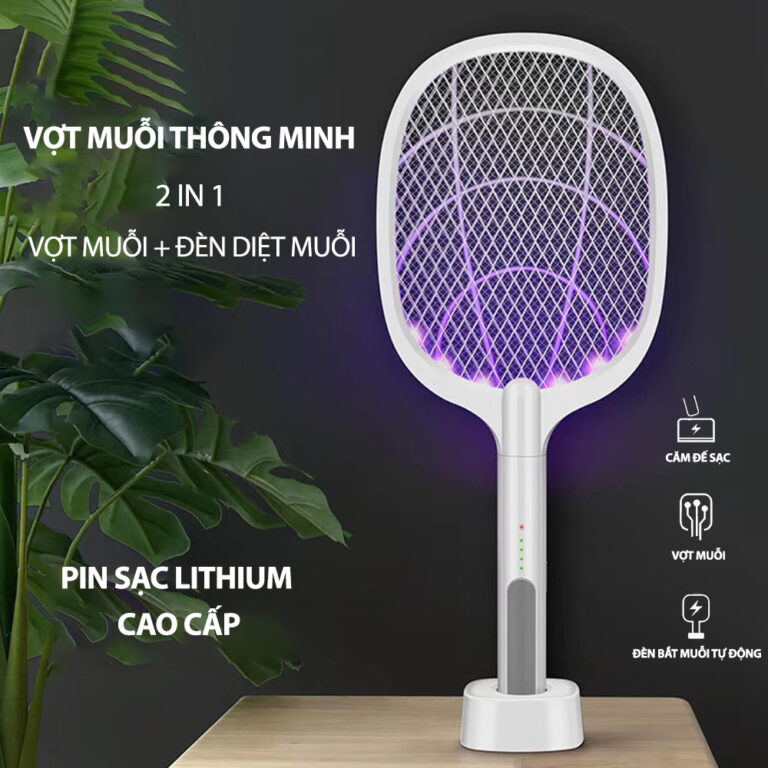 VỢT MUỖI THÔNG MINH
2 IN 1
VỢT MUỖI + ĐÈN DIỆT MUỖI
PIN SẠC LITHIUM
CAO CẤP
CĂM ĐẾ SẠC
VỢT MUỖI
ĐÈN BẮT MUỖI TỰ ĐỘNG